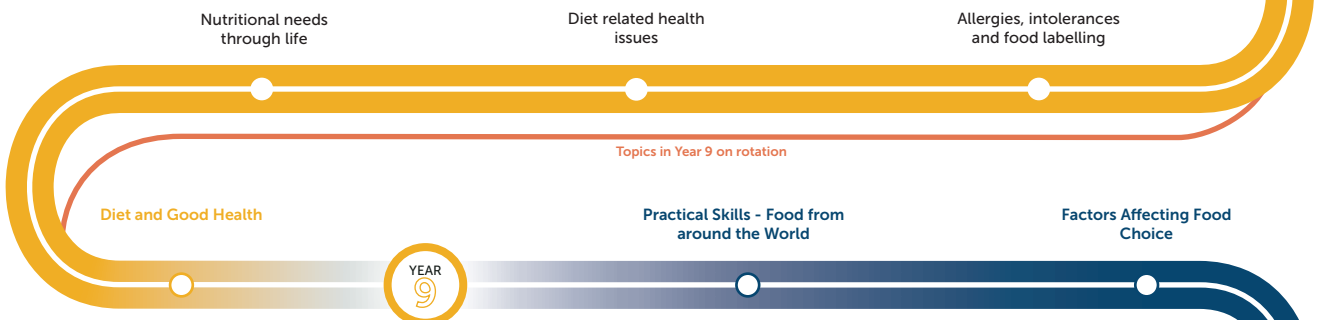 Nutritional needs
through life
Diet related health
issues
Allergies, intolerances
and food labelling
Topics in Year 9 on rotation
Diet and Good Health
Practical Skills - Food from
around the World
Factors Affecting Food
Choice
YEAR
9